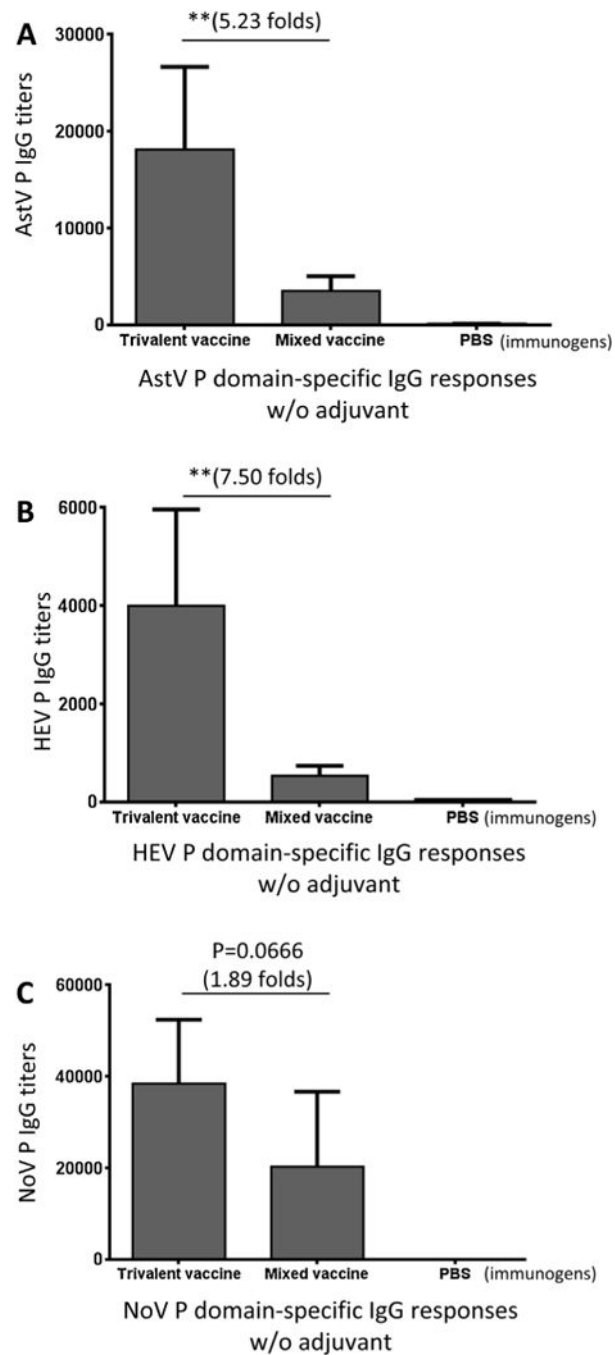 A
**(5.23 folds)
AstV P IgG titers
30000
20000
10000
0
Trivalent vaccine Mixed vaccine PBS (immunogens)
AstV P domain-specific IgG responses
w/o adjuvant
B
**(7.50 folds)
HEV P IgG titers
6000
4000
2000
0
Trivalent vaccine Mixed vaccine PBS (immunogens)
HEV P domain-specific IgG responses
w/o adjuvant
C
P=0.0666
(1.89 folds)
NoV P IgG titers
60000
40000
20000
0
Trivalent vaccine Mixed vaccine PBS (immunogens)
NoV P domain-specific IgG responses
w/o adjuvant